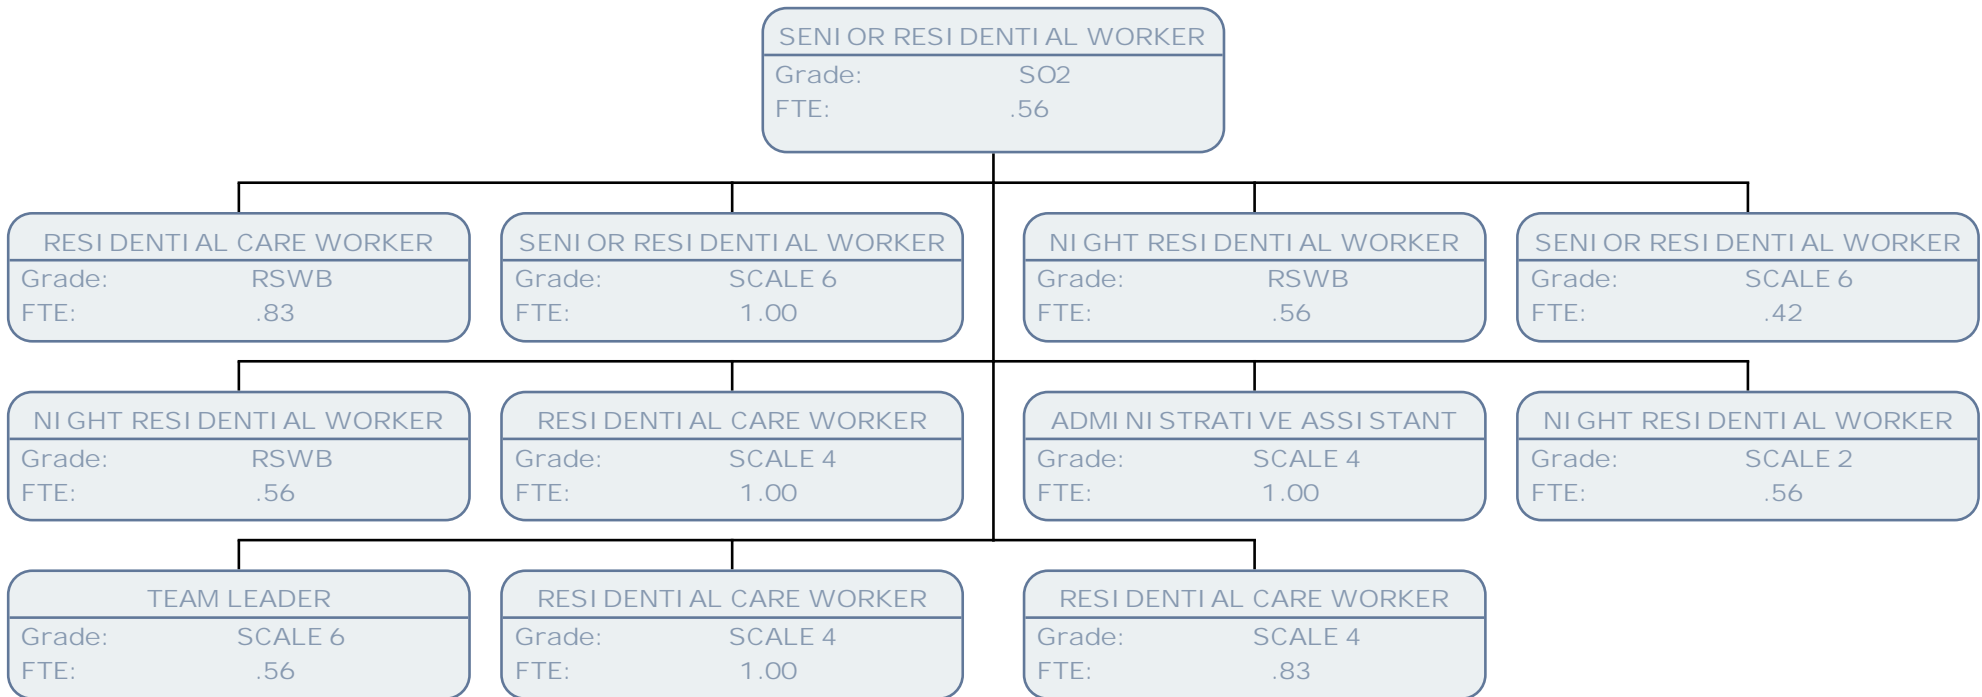 SENIOR RESIDENTIAL WORKER
Grade: SO2
FTE: .56
RESIDENTIAL CARE WORKER
Grade: RSWB
FTE: .83
SENIOR RESIDENTIAL WORKER
Grade: SCALE 6
FTE: 1.00
NIGHT RESIDENTIAL WORKER
Grade: RSWB
FTE: .56
SENIOR RESIDENTIAL WORKER
Grade: SCALE 6
FTE: .42
NIGHT RESIDENTIAL WORKER
Grade: RSWB
FTE: .56
RESIDENTIAL CARE WORKER
Grade: SCALE 4
FTE: 1.00
ADMINISTRATIVE ASSISTANT
Grade: SCALE 4
FTE: 1.00
NIGHT RESIDENTIAL WORKER
Grade: SCALE 2
FTE: .56
TEAM LEADER
Grade: SCALE 6
FTE: .56
RESIDENTIAL CARE WORKER
Grade: SCALE 4
FTE: 1.00
RESIDENTIAL CARE WORKER
Grade: SCALE 4
FTE: .83